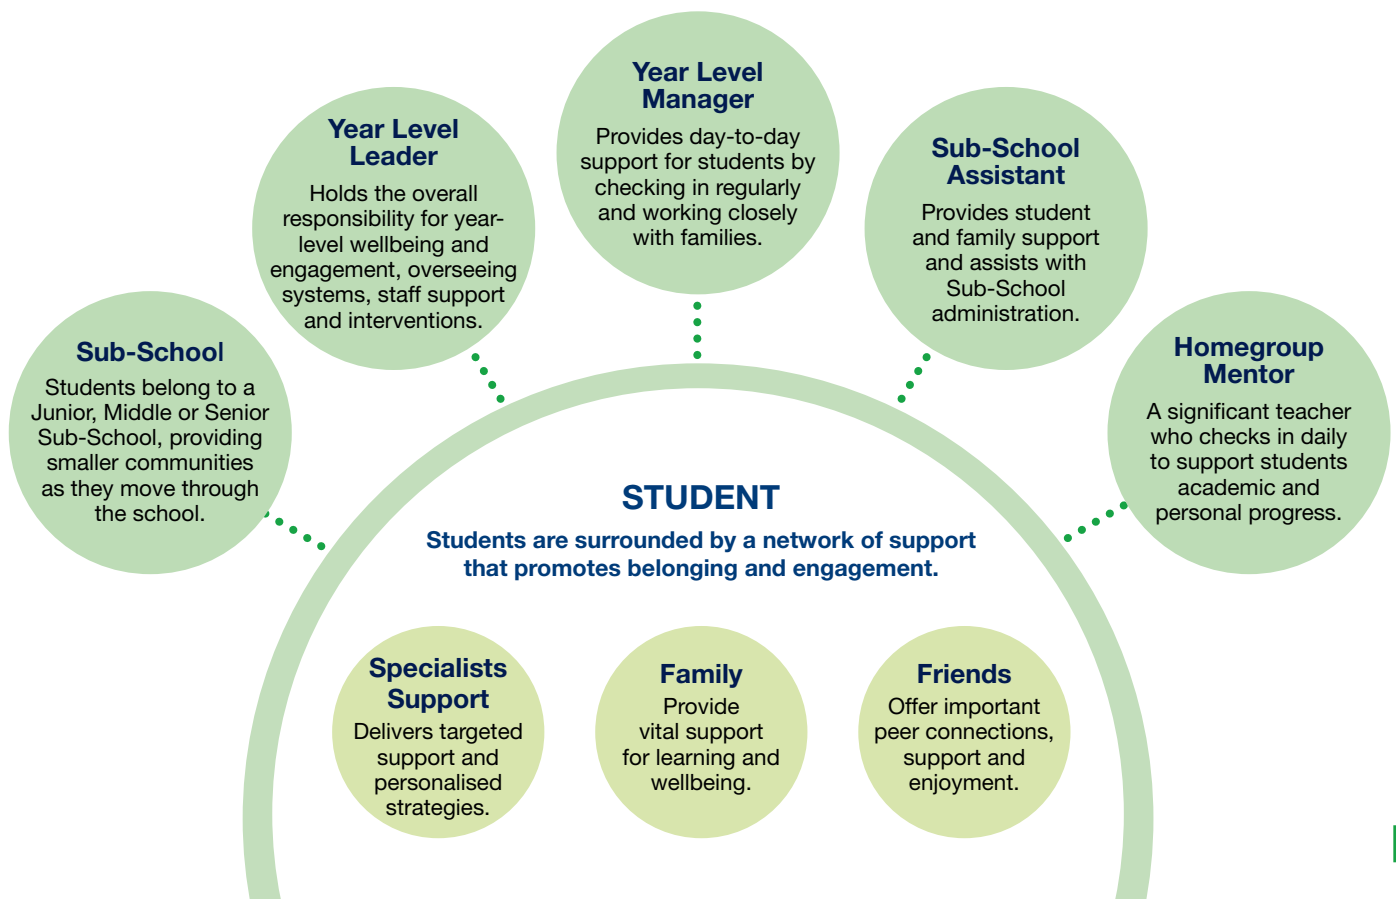 Year Level
Manager
Provides day-to-day
support for students by
checking in regularly
and working closely
with families.
Year Level
Leader
Holds the overall
responsibility for year-
level wellbeing and
engagement, overseeing
systems, staff support
and interventions.
Sub-School
Assistant
Provides student
and family support
and assists with
Sub-School
administration.
Sub-School
Students belong to a
Junior, Middle or Senior
Sub-School, providing
smaller communities
as they move through
the school.
Homegroup
Mentor
A significant teacher
who checks in daily
to support students
academic and
personal progress.
STUDENT
Students are surrounded by a network of support
that promotes belonging and engagement.
Specialists
Support
Delivers targeted
support and
personalised
strategies.
Family
Provide
vital support
for learning and
wellbeing.
Friends
Offer important
peer connections,
support and
enjoyment.